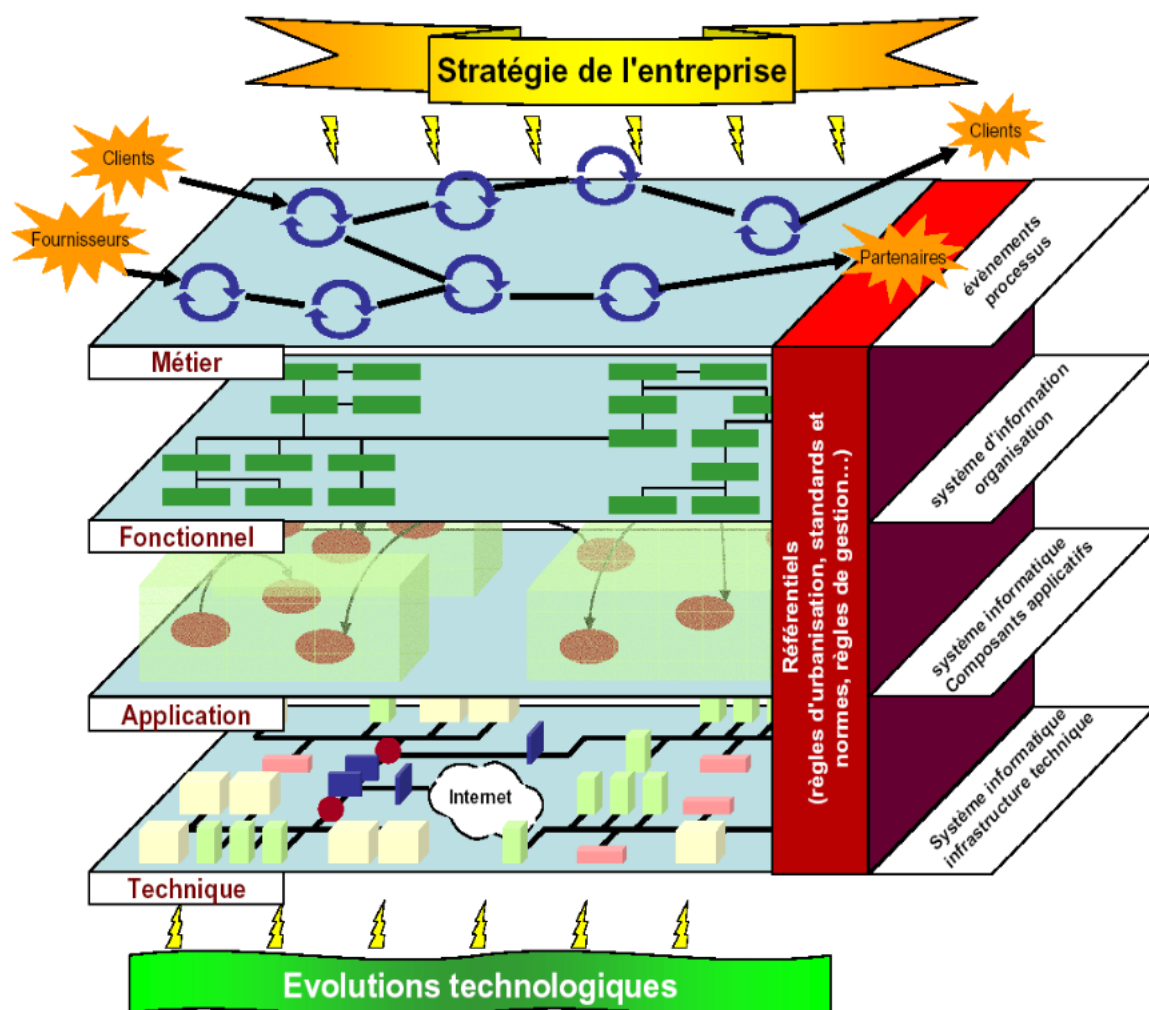 Stratégie de l'entreprise
Clients
Clients
Fournisseurs
Partenaires
évènements
processus
Métier
système d'information
organisation
Fonctionnel
Référentiels
(règles d'urbanisation, standards et
normes, règles de gestion...)
système informatique
Composants applicatifs
Application
Internet
Système informatique
infrastructure technique
Technique
Evolutions technologiques